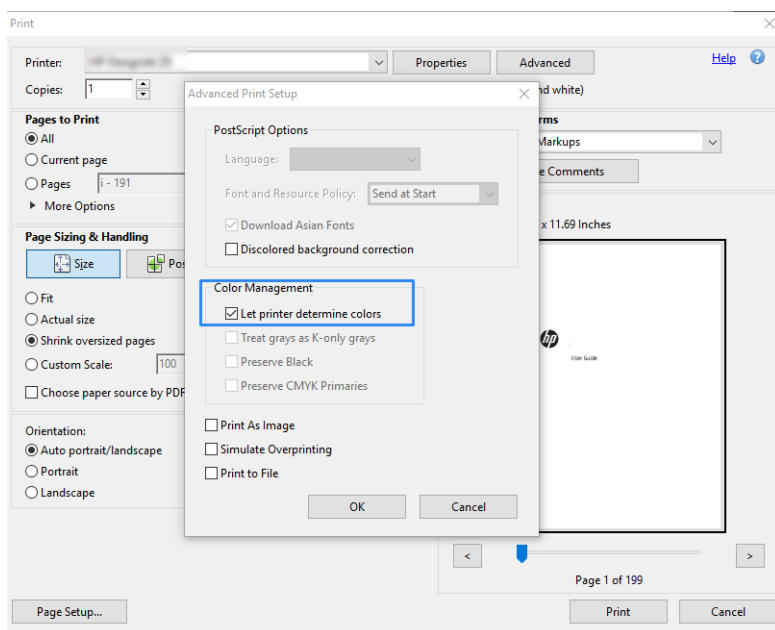 Print
Printer:
Properties
Advanced
Help
Copies: 1
nd white)
Advanced Print Setup
Pages to Print
All
Current page
Pages i - 191
More Options
rms
Markups
e Comments
PostScript Options
Language:
Font and Resource Policy: Send at Start
Download Asian Fonts
Discolored background correction
Page Sizing & Handling
Size
Pos
Fit
Actual size
Shrink oversized pages
Custom Scale: 100
Choose paper source by PDF
x 11.69 Inches
Color Management
Let printer determine colors
Treat grays as K-only grays
Preserve Black
Preserve CMYK Primaries
hp
User Guide
Print As Image
Simulate Overprinting
Print to File
Orientation:
Auto portrait/landscape
Portrait
Landscape
OK
Cancel
<
>
Page 1 of 199
Page Setup...
Print
Cancel